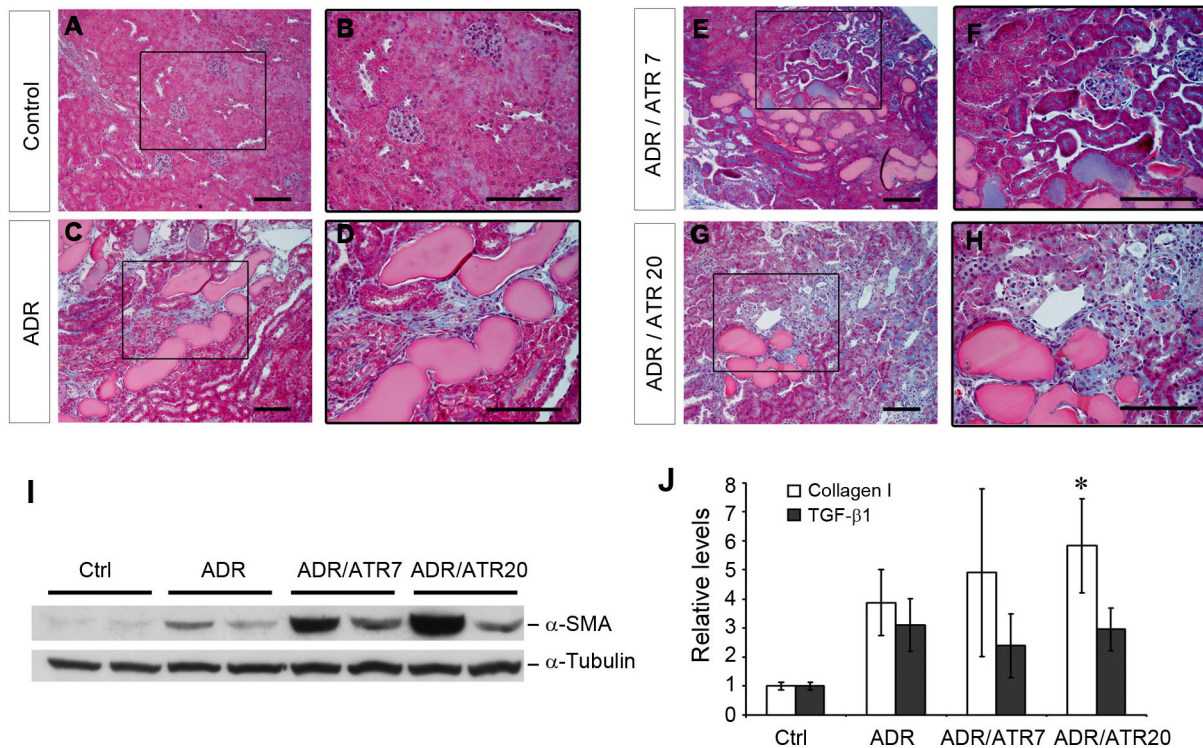 A
B
Control
C
D
ADR
E
F
ADR / ATR 7
G
H
ADR / ATR 20
I
Ctrl
ADR
ADR/ATR7
ADR/ATR20
α-SMA
α-Tubulin
J
Relative levels
8
7
6
5
4
3
2
1
0
Collagen I
TGF-β1
*
Ctrl
ADR
ADR/ATR7
ADR/ATR20